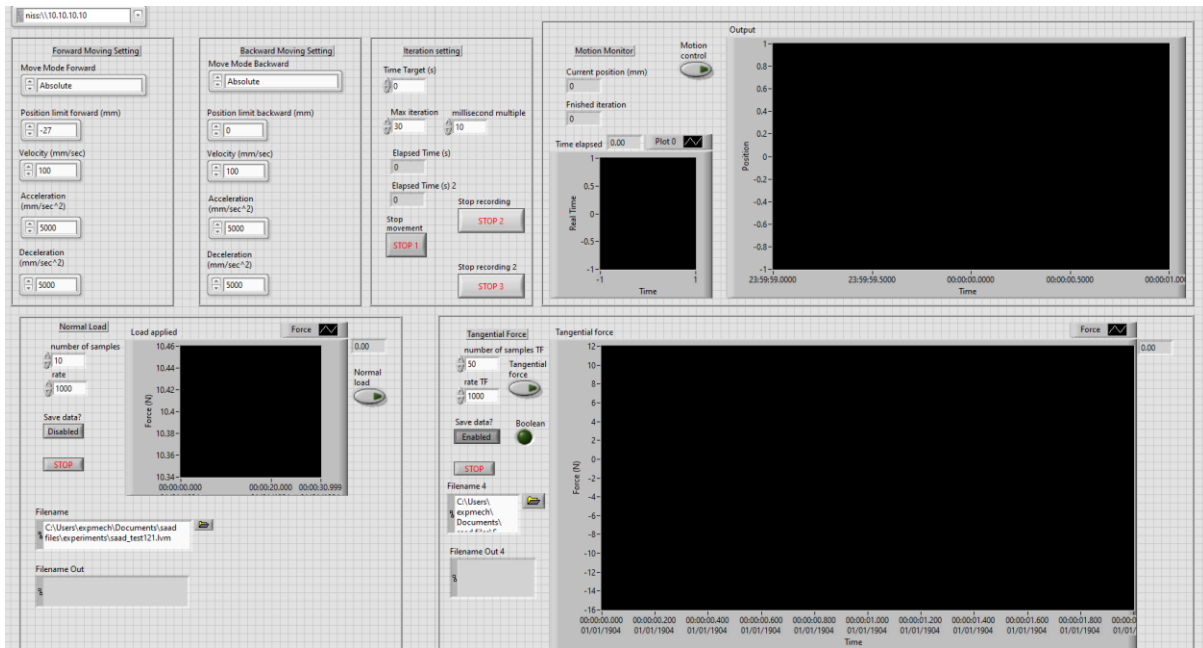 niss:\\10.10.10.10
Forward Moving Setting
Move Mode Forward
Absolute
Position limit forward (mm)
-27
Velocity (mm/sec)
100
Acceleration
(mm/sec^2)
5000
Deceleration
(mm/sec^2)
5000
Backward Moving Setting
Move Mode Backward
Absolute
Position limit backward (mm)
0
Velocity (mm/sec)
100
Acceleration
(mm/sec^2)
5000
Deceleration
(mm/sec^2)
5000
Iteration setting
Time Target (s)
0
Max iteration
30
millisecond multiple
10
Elapsed Time (s)
0
Elapsed Time (s) 2
0
Stop
movement
STOP 1
Stop recording
STOP 2
Stop recording 2
STOP 3
Motion Monitor
Motion
control
Current position (mm)
0
Fnished iteration
0
Time elapsed 0.00 Plot 0
Real Time
1
0.5
0
-0.5
-1
-1 1
Time
Output
Position
1
0.8
0.6
0.4
0.2
0
-0.2
-0.4
-0.6
-0.8
-1
23:59:59.0000 23:59:59.5000 00:00:00.0000 00:00:00.5000 00:00:01.000
Time
Normal Load
number of samples
10
rate
1000
Save data?
Disabled
STOP
Load applied
Force
0.00
Normal
load
Force (N)
10.46
10.44
10.42
10.4
10.38
10.36
10.34
00:00:00.000 00:00:20.000 00:00:30.999
Filename
C:\Users\expmech\Documents\saad
files\experiments\saad_test121.lvm
Filename Out
Tangential Force
number of samples TF
50
rate TF
1000
Tangential
force
Save data?
Enabled
Boolean
STOP
Filename 4
C:\Users\
expmech\
Documents\
Filename Out 4
Tangential force
Force
0.00
Force (N)
12
10
8
6
4
2
0
-2
-4
-6
-8
-10
-12
-14
-16
00:00:00.000 00:00:00.200 00:00:00.400 00:00:00.600 00:00:00.800 00:00:01.000 00:00:01.200 00:00:01.400 00:00:01.600 00:00:01.800 00:00:0
01/01/1904 01/01/1904 01/01/1904 01/01/1904 01/01/1904 01/01/1904 01/01/1904 01/01/1904 01/01/1904 01/01/1904 01/01/
Time